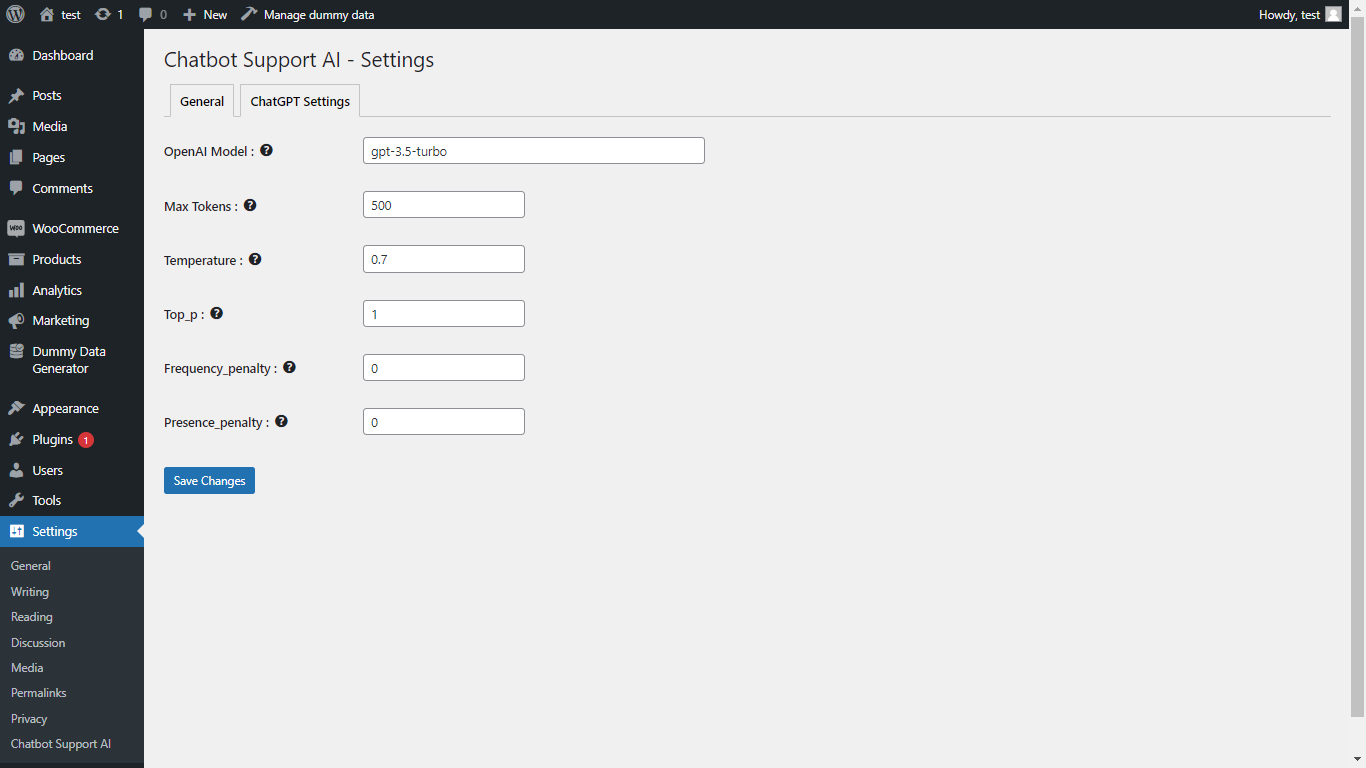 test 1 0 New Manage dummy data Howdy, test
Dashboard
Posts
Media
Pages
Comments
WooCommerce
Products
Analytics
Marketing
Dummy Data
Generator
Appearance
Plugins 1
Users
Tools
Settings
General
Writing
Reading
Discussion
Media
Permalinks
Privacy
Chatbot Support AI
Chatbot Support AI - Settings
General ChatGPT Settings
OpenAI Model : ? gpt-3.5-turbo
Max Tokens : ? 500
Temperature : ? 0.7
Top_p : ? 1
Frequency_penalty : ? 0
Presence_penalty : ? 0
Save Changes